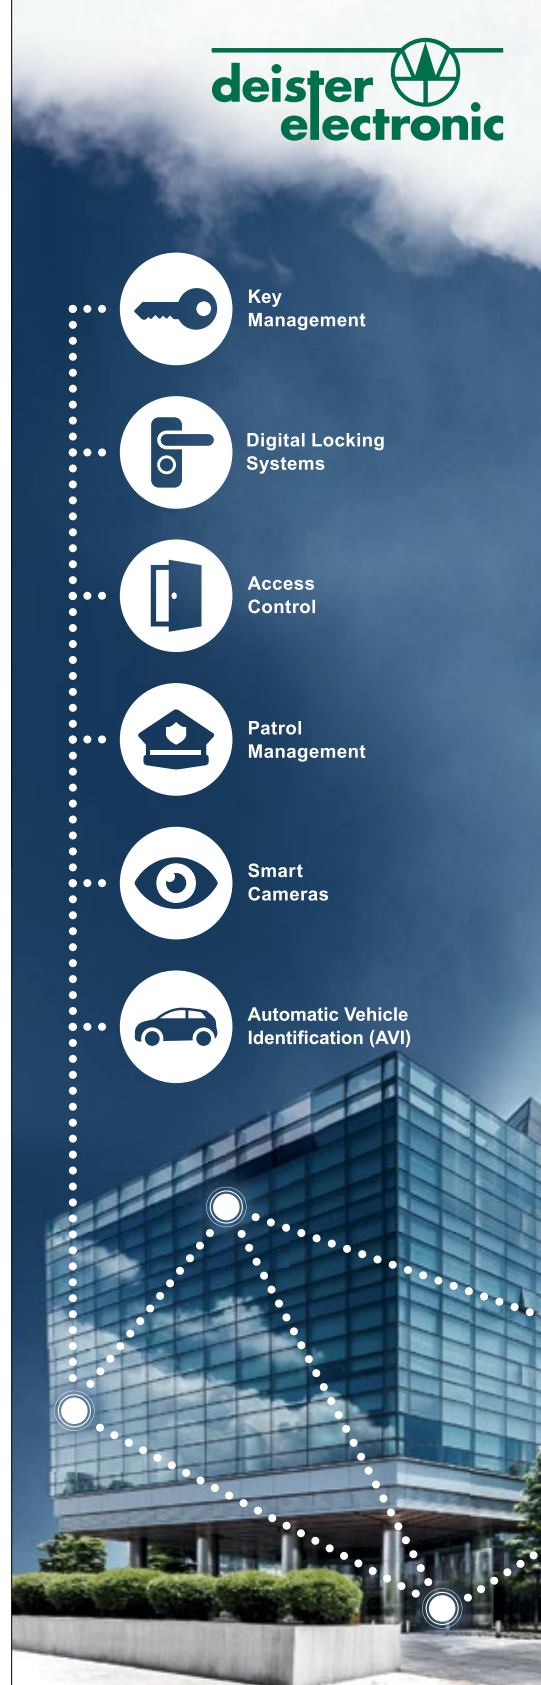 deister
electronic
Key
Management
Digital Locking
Systems
Access
Control
Patrol
Management
Smart
Cameras
Automatic Vehicle
Identification (AVI)